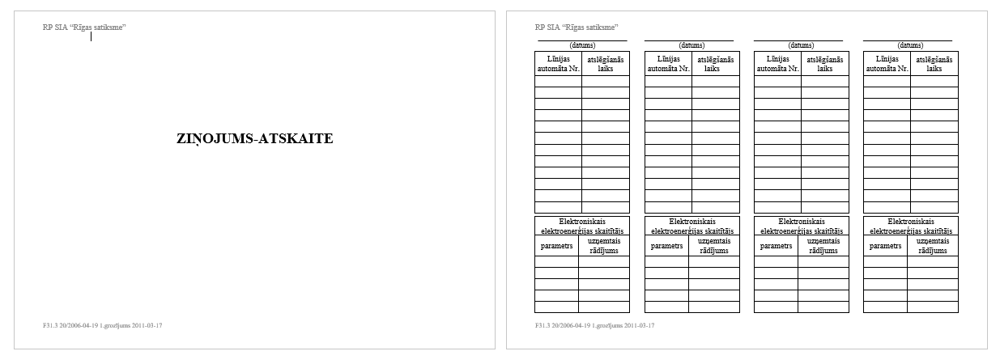 RP SIA “Rīgas satiksme”
ZIŅOJUMS-ATSKAITE
F31.3 20/2006-04-19 1.grozījums 2011-03-17
RP SIA “Rīgas satiksme”
(datums) (datums) (datums) (datums)
Līnijas atslēgšanās Līnijas atslēgšanās Līnijas atslēgšanās Līnijas atslēgšanās
automāta Nr. laiks automāta Nr. laiks automāta Nr. laiks automāta Nr. laiks
Elektroniskais Elektroniskais Elektroniskais Elektroniskais
elektroenerģijas skaitītājs elektroenerģijas skaitītājs elektroenerģijas skaitītājs elektroenerģijas skaitītājs
parametrs uzņemtais parametrs uzņemtais parametrs uzņemtais parametrs uzņemtais
rādījums rādījums rādījums rādījums
F31.3 20/2006-04-19 1.grozījums 2011-03-17